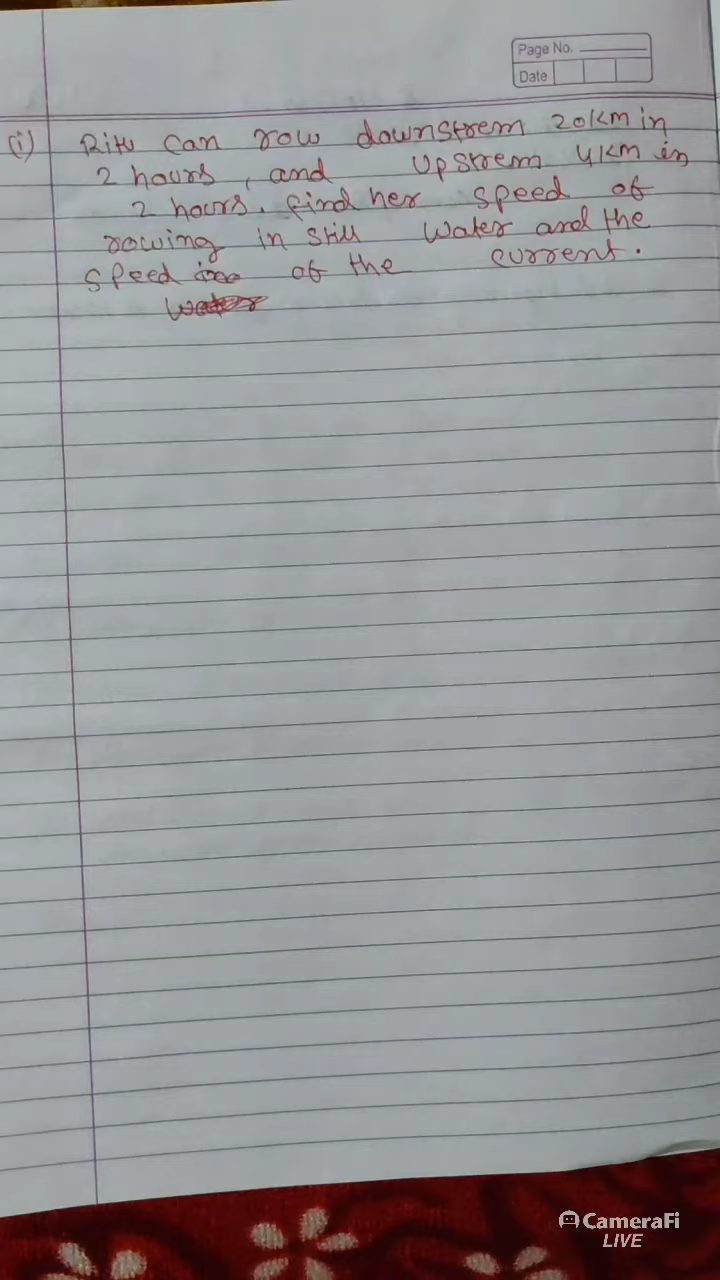 Page No.
Date
(i) Ritu can row downstrem 20km in
2 hours, and upstrem 4km in
2 hours. find her speed of
rowing in still water and the
speed of the current.
water
CameraFi
LIVE